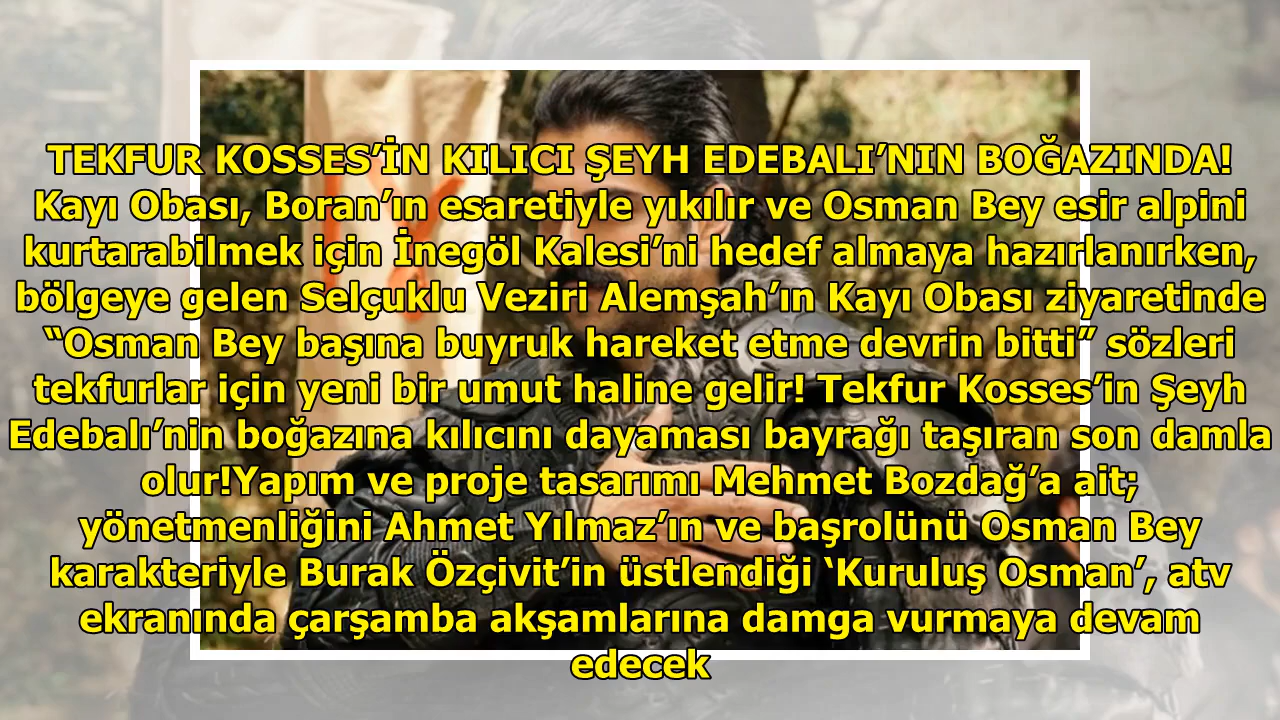 TEKFUR KOSSES’İN KILICI ŞEYH EDEBALI’NIN BOĞAZINDA!
Kayı Obası, Boran’ın esaretiyle yıkılır ve Osman Bey esir alpini
kurtarabilmek için İnegöl Kalesi’ni hedef almaya hazırlanırken,
bölgeye gelen Selçuklu Veziri Alemşah’ın Kayı Obası ziyaretinde
“Osman Bey başına buyruk hareket etme devrin bitti” sözleri
tekfurlar için yeni bir umut haline gelir! Tekfur Kosses’in Şeyh
Edebalı’nin boğazına kılıcını dayaması bayrağı taşıran son damla
olur!Yapım ve proje tasarımı Mehmet Bozdağ’a ait;
yönetmenliğini Ahmet Yılmaz’ın ve başrolünü Osman Bey
karakteriyle Burak Özçivit’in üstlendiği ‘Kuruluş Osman’, atv
ekranında çarşamba akşamlarına damga vurmaya devam
edecek